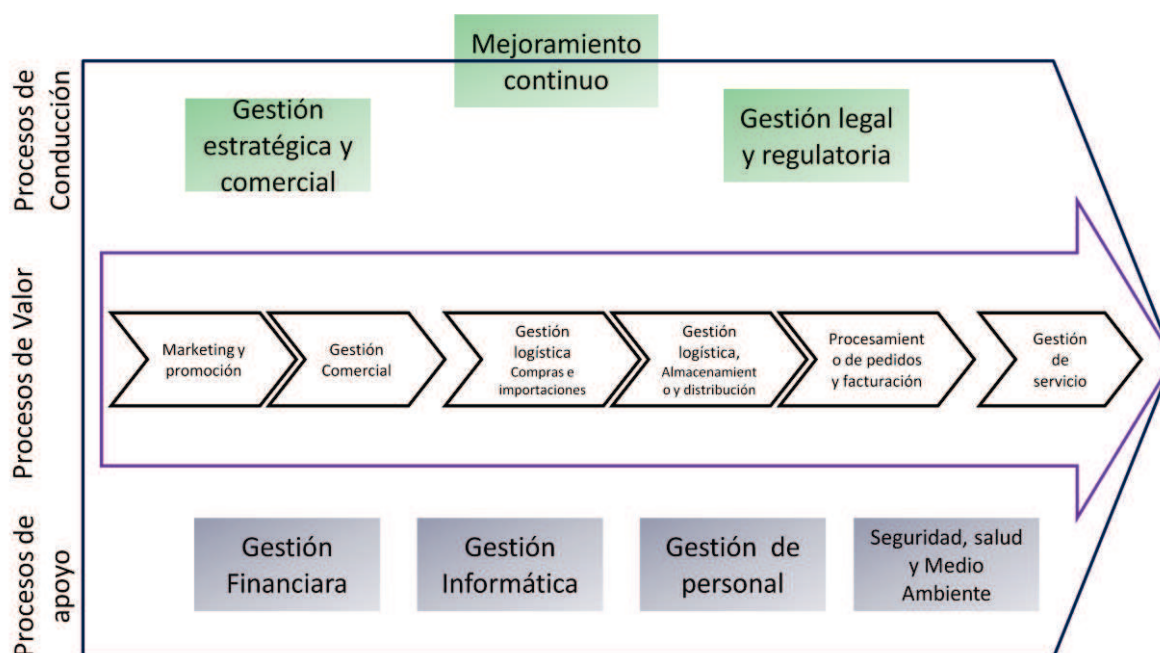 Procesos de
Conducción
Mejoramiento
continuo
Gestión
estratégica y
comercial
Gestión legal
y regulatoria
Procesos de Valor
Marketing y
promoción
Gestión
Comercial
Gestión
logística
Compras e
importaciones
Gestión
logística,
Almacenamient
o y distribución
Procesamient
o de pedidos
y facturación
Gestión
de
servicio
Procesos de
apoyo
Gestión
Financiara
Gestión
Informática
Gestión de
personal
Seguridad, salud
y Medio
Ambiente